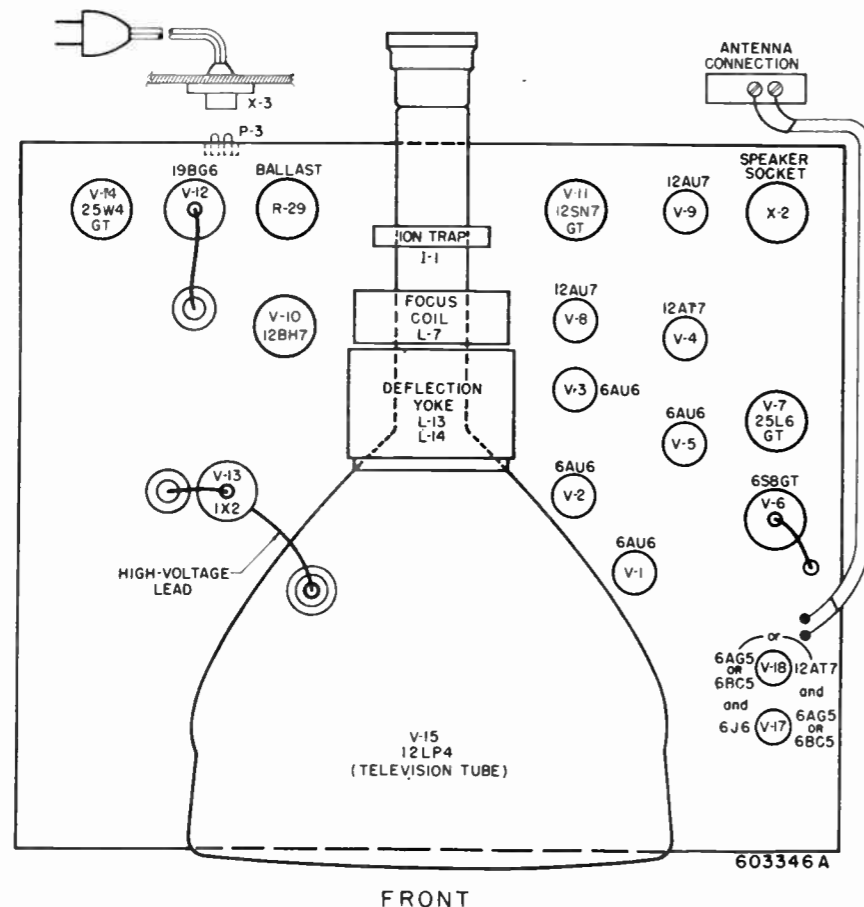 ANTENNA
CONNECTION
X-3
P-3
19BG6
BALLAST
SPEAKER
SOCKET
V-14
25W4
GT
V-12
R-29
V-11
12SN7
GT
12AU7
V-9
X-2
ION TRAP
I-1
V-10
12BH7
FOCUS
COIL
L-7
12AU7
V-8
12AT7
V-4
DEFLECTION
YOKE
L-13
L-14
V-3
6AU6
6AU6
V-5
V-7
25L6
GT
V-13
1X2
6AU6
V-2
6S8GT
V-6
HIGH-VOLTAGE
LEAD
6AU6
V-1
or
6AG5
OR
6BC5
V-18
12AT7
and
and
6J6
V-17
6AG5
OR
6BC5
V-15
12LP4
(TELEVISION TUBE)
603346A
FRONT